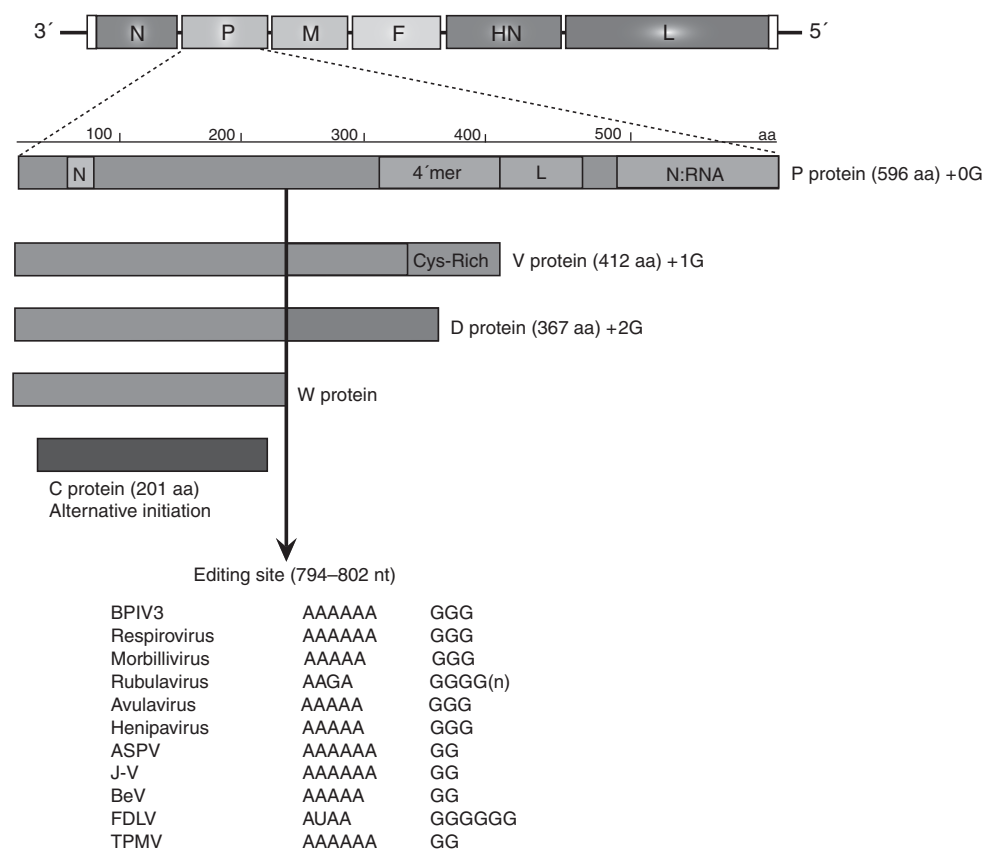 3´ N P M F HN L 5´
100 200 300 400 500 aa
N 4´mer L N:RNA P protein (596 aa) +0G
Cys-Rich V protein (412 aa) +1G
D protein (367 aa) +2G
W protein
C protein (201 aa)
Alternative initiation
Editing site (794–802 nt)
BPIV3 AAAAAA GGG
Respirovirus AAAAAA GGG
Morbillivirus AAAAA GGG
Rubulavirus AAGA GGGG(n)
Avulavirus AAAAA GGG
Henipavirus AAAAA GGG
ASPV AAAAAA GG
J-V AAAAAA GG
BeV AAAAA GG
FDLV AUAA GGGGGG
TPMV AAAAAA GG